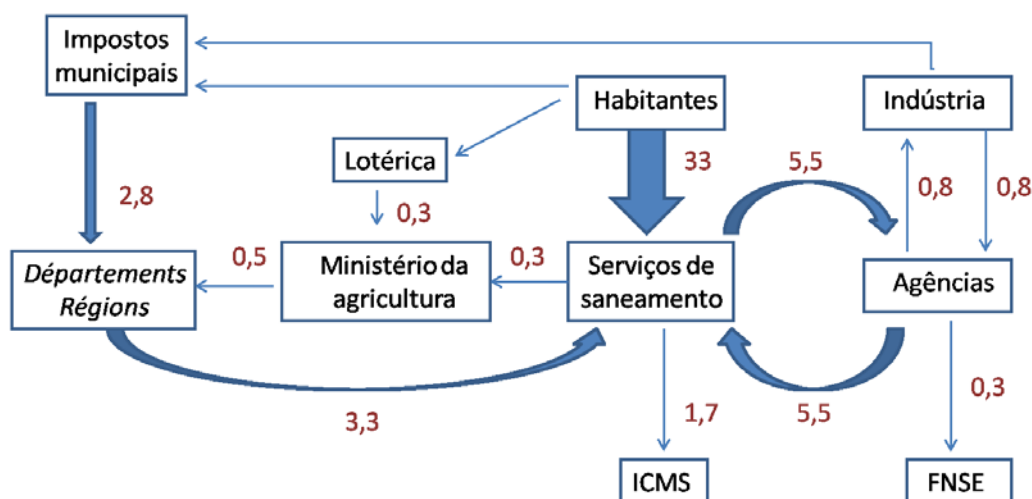 Impostos
municipais
Habitantes
Indústria
Lotérica
33
5,5
0,8
0,8
2,8
0,3
Départements
Régions
0,5
Ministério da
agricultura
0,3
Serviços de
saneamento
Agências
3,3
1,7
5,5
0,3
ICMS
FNSE